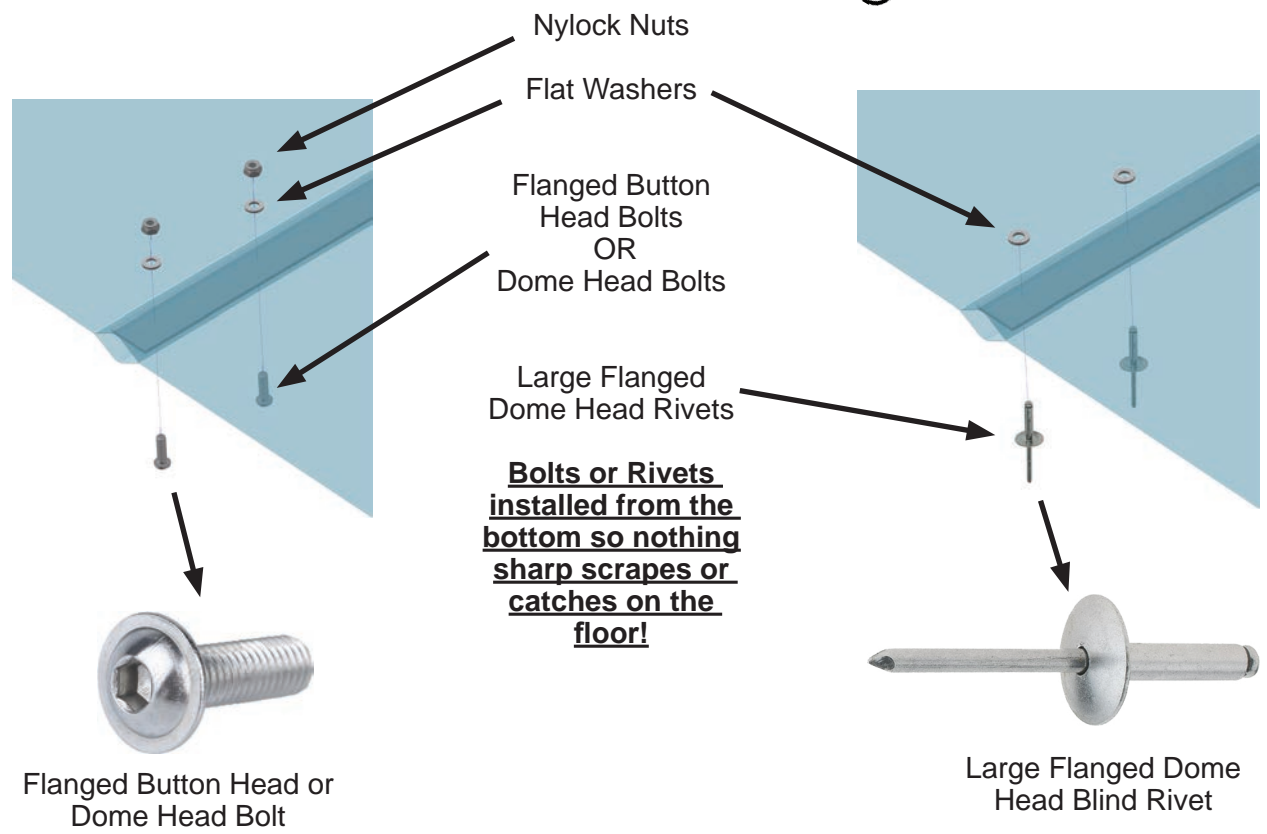 Nylock Nuts
Flat Washers
Flanged Button
Head Bolts
OR
Dome Head Bolts
Large Flanged
Dome Head Rivets
Bolts or Rivets
installed from the
bottom so nothing
sharp scrapes or
catches on the
floor!
Flanged Button Head or
Dome Head Bolt
Large Flanged Dome
Head Blind Rivet